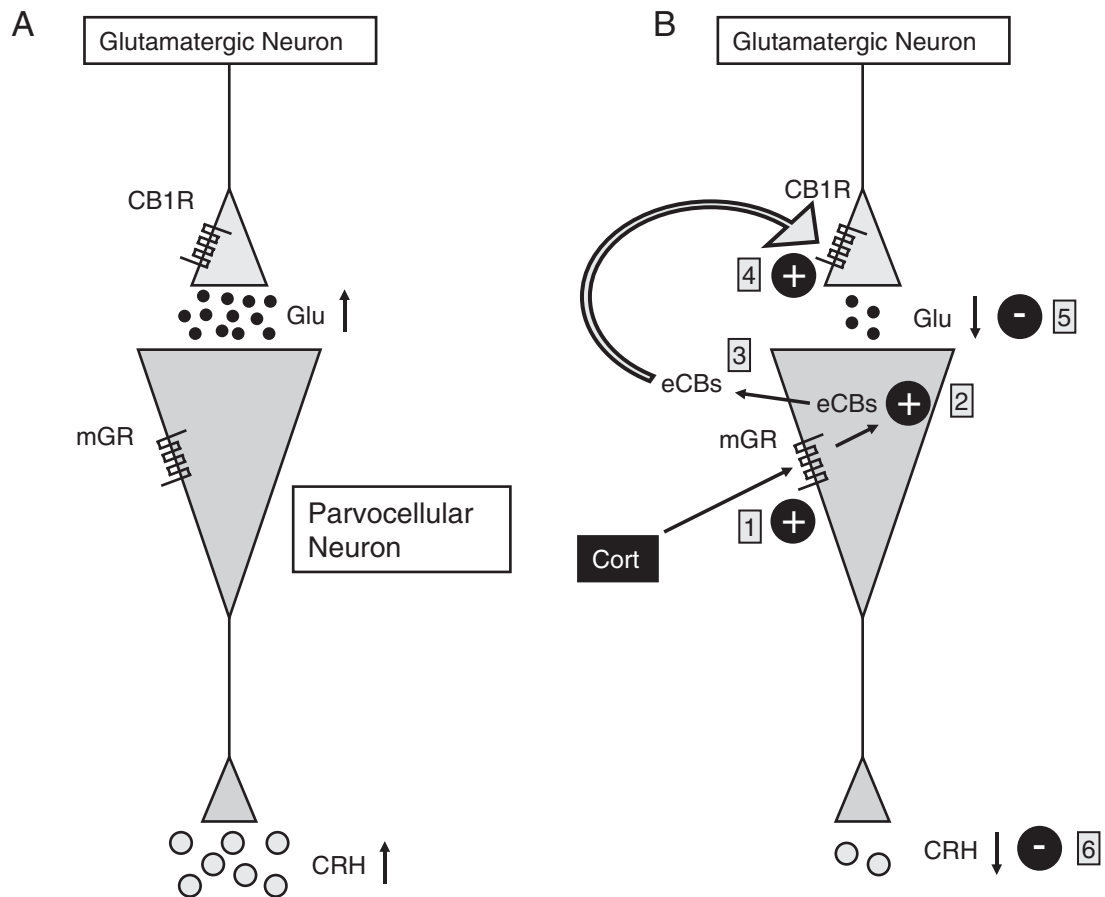 A
Glutamatergic Neuron
CB1R
Glu
mGR
Parvocellular
Neuron
CRH
B
Glutamatergic Neuron
CB1R
4 +
Glu - 5
3
eCBs
eCBs + 2
mGR
1 +
Cort
CRH - 6